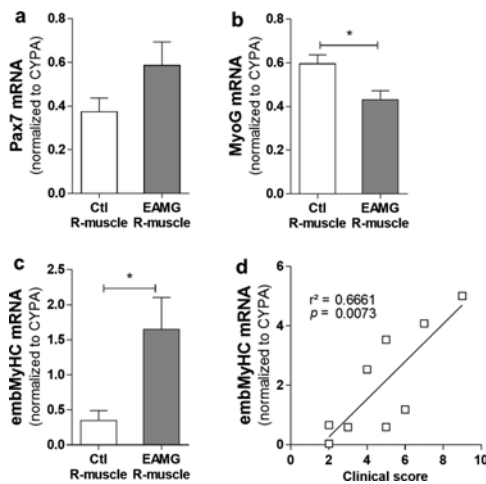 a
Pax7 mRNA
(normalized to CYPA)
0.8
0.6
0.4
0.2
0.0
Ctl
R-muscle
EAMG
R-muscle
b
*
MyoG mRNA
(normalized to CYPA)
0.8
0.6
0.4
0.2
0.0
Ctl
R-muscle
EAMG
R-muscle
c
*
embMyHC mRNA
(normalized to CYPA)
2.5
2.0
1.5
1.0
0.5
0.0
Ctl
R-muscle
EAMG
R-muscle
d
r² = 0.6661
p = 0.0073
embMyHC mRNA
(normalized to CYPA)
6
4
2
0
0 2 4 6 8 10
Clinical score